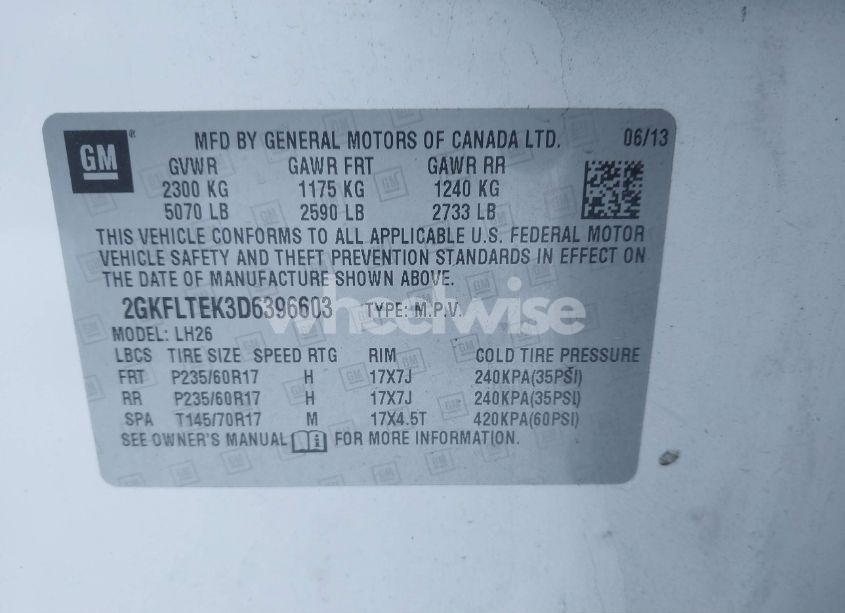 GM
MFD BY GENERAL MOTORS OF CANADA LTD. 06/13
GVWR GAWR FRT GAWR RR
2300 KG 1175 KG 1240 KG
5070 LB 2590 LB 2733 LB
THIS VEHICLE CONFORMS TO ALL APPLICABLE U.S. FEDERAL MOTOR
VEHICLE SAFETY AND THEFT PREVENTION STANDARDS IN EFFECT ON
THE DATE OF MANUFACTURE SHOWN ABOVE.
2GKFLTEK3D6396603 TYPE: M.P.V.
wheelwise
MODEL: LH26
LBCS TIRE SIZE SPEED RTG RIM COLD TIRE PRESSURE
FRT P235/60R17 H 17X7J 240KPA(35PSI)
RR P235/60R17 H 17X7J 240KPA(35PSI)
SPA T145/70R17 M 17X4.5T 420KPA(60PSI)
SEE OWNER'S MANUAL FOR MORE INFORMATION.